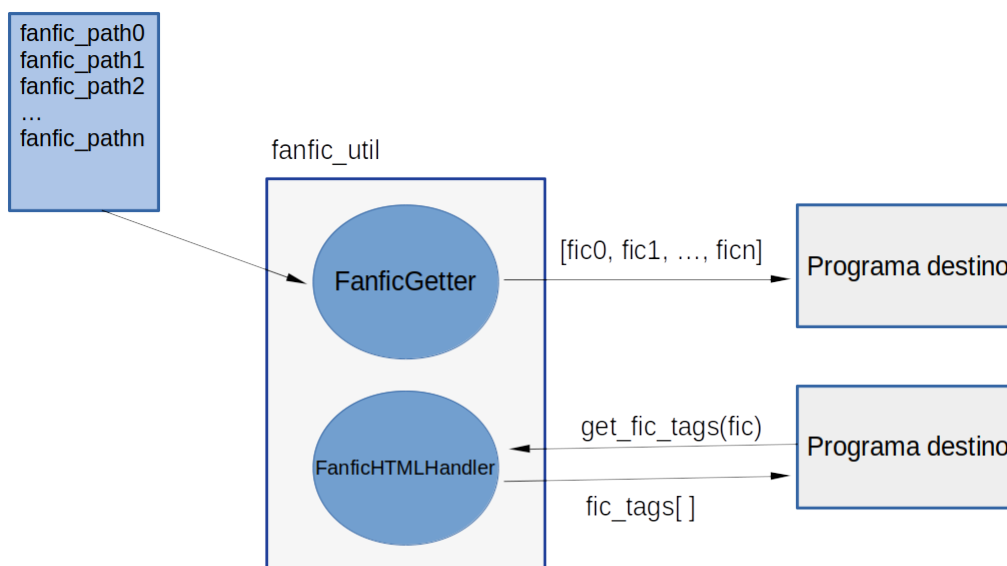 fanfic_path0
fanfic_path1
fanfic_path2
...
fanfic_pathn
fanfic_util
FanficGetter
[fic0, fic1, ..., ficn]
Programa destino
FanficHTMLHandler
get_fic_tags(fic)
fic_tags[ ]
Programa destino